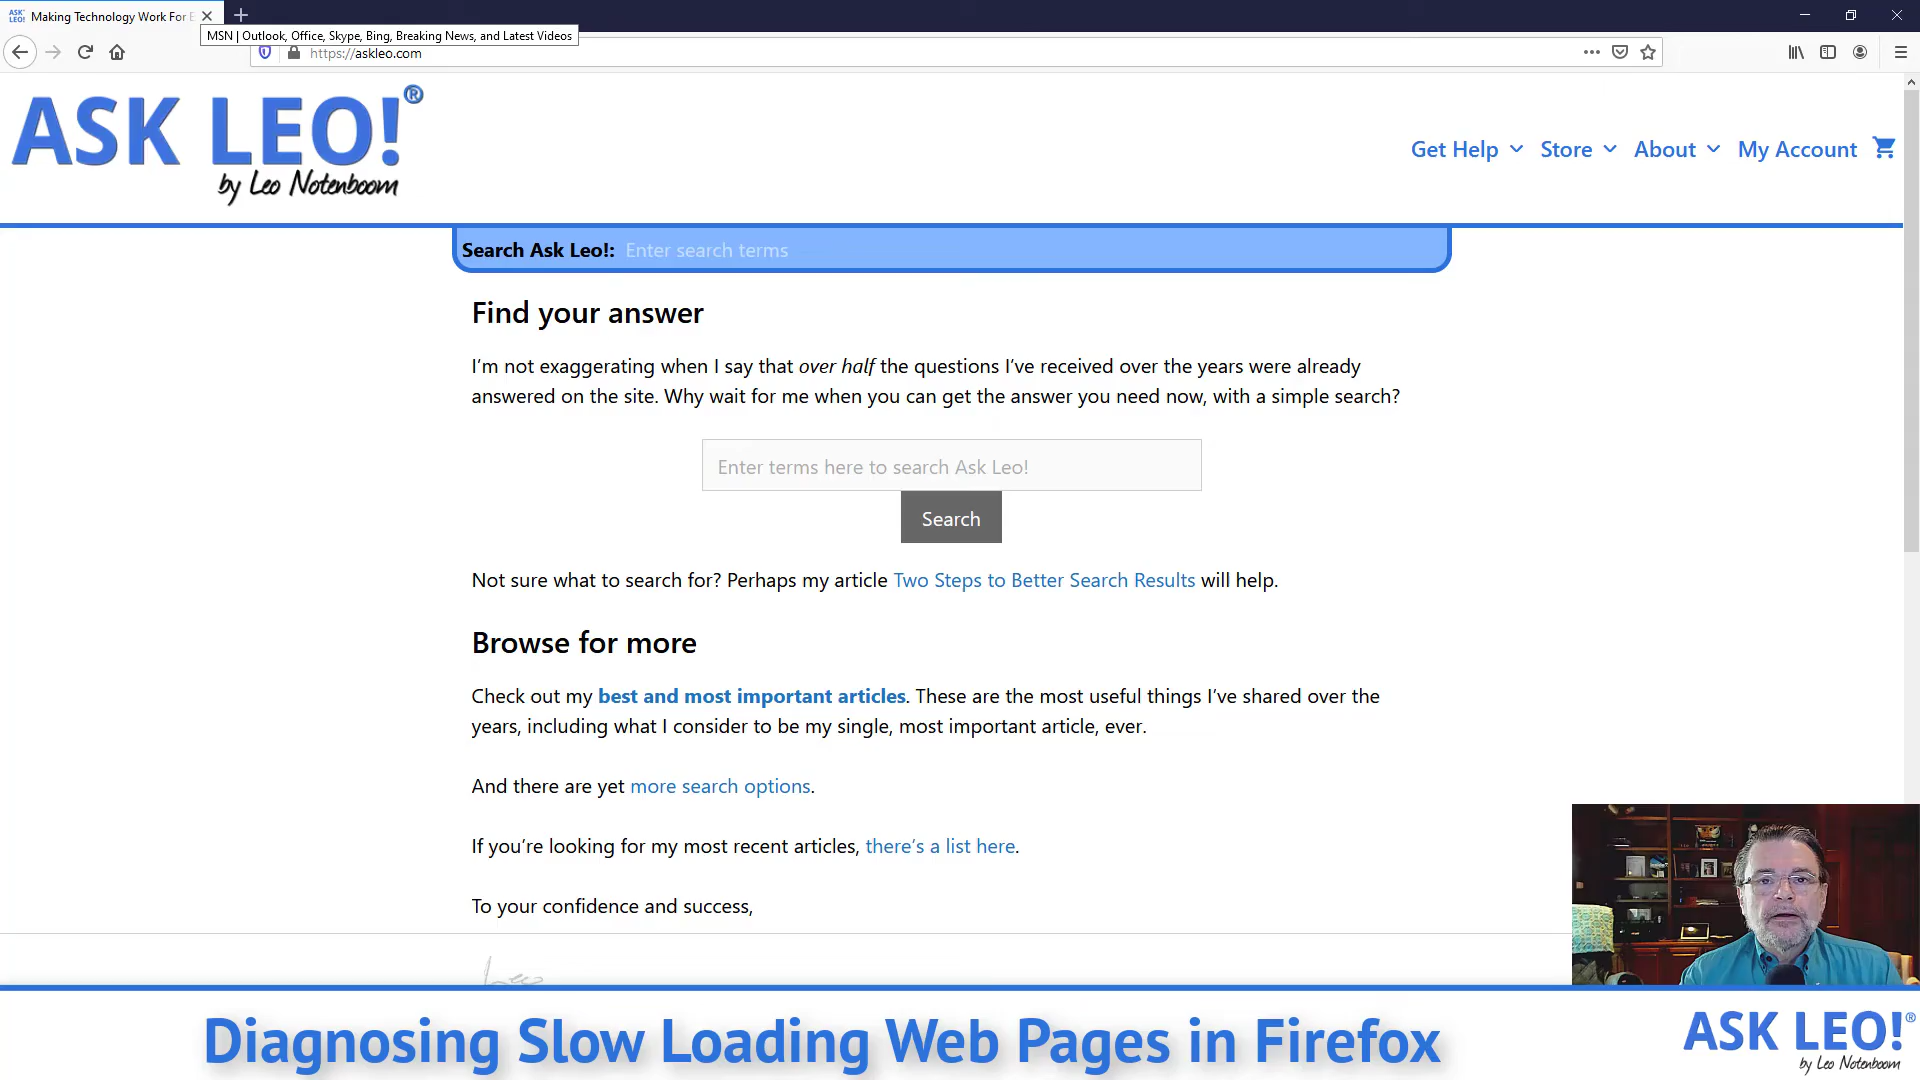 ASK LEO!
Making Technology Work For E
MSN | Outlook, Office, Skype, Bing, Breaking News, and Latest Videos
https://askleo.com
ASK LEO!®
by Leo Notenboom
Get Help
Store
About
My Account
Search Ask Leo!: Enter search terms
Find your answer
I’m not exaggerating when I say that over half the questions I’ve received over the years were already
answered on the site. Why wait for me when you can get the answer you need now, with a simple search?
Enter terms here to search Ask Leo!
Search
Not sure what to search for? Perhaps my article Two Steps to Better Search Results will help.
Browse for more
Check out my best and most important articles. These are the most useful things I’ve shared over the
years, including what I consider to be my single, most important article, ever.
And there are yet more search options.
If you’re looking for my most recent articles, there’s a list here.
To your confidence and success,
Leo
Diagnosing Slow Loading Web Pages in Firefox
ASK LEO!®
by Leo Notenboom